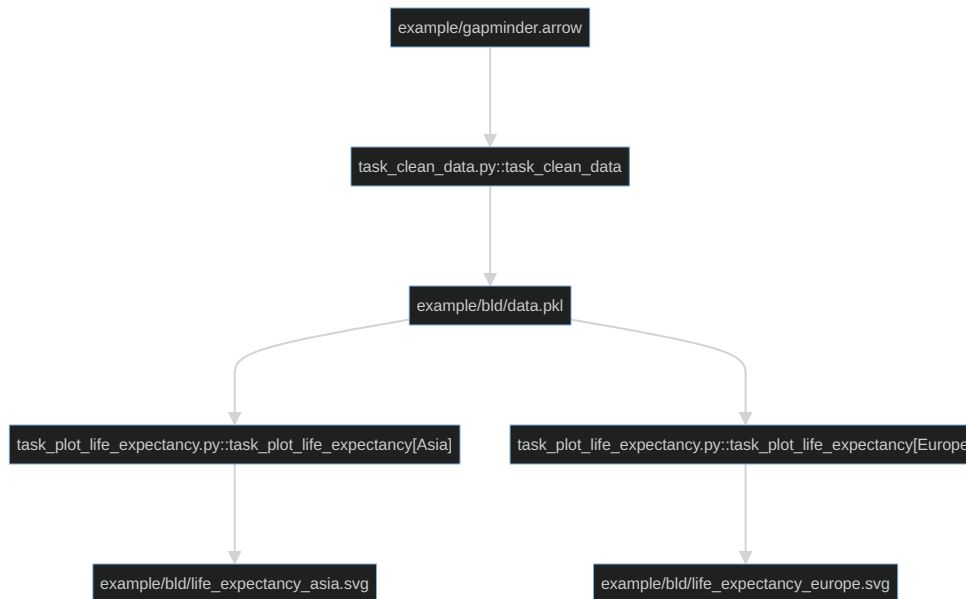 example/gapminder.arrow
task_clean_data.py::task_clean_data
example/bld/data.pkl
task_plot_life_expectancy.py::task_plot_life_expectancy[Asia]
task_plot_life_expectancy.py::task_plot_life_expectancy[Europe
example/bld/life_expectancy_asia.svg
example/bld/life_expectancy_europe.svg